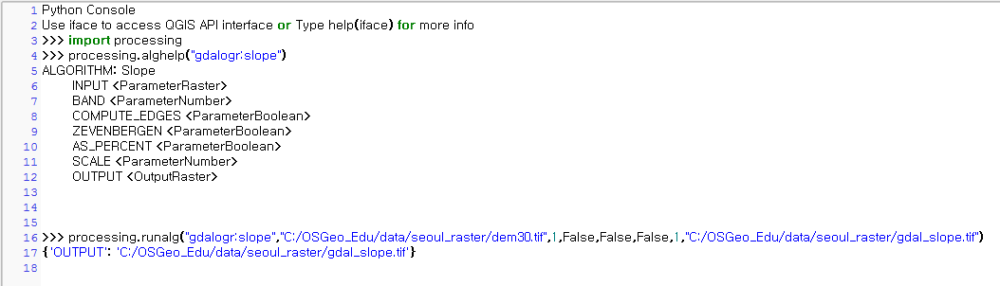 1 Python Console
2 Use iface to access QGIS API interface or Type help(iface) for more info
3 >>> import processing
4 >>> processing.alghelp("gdalogr:slope")
5 ALGORITHM: Slope
6 INPUT <ParameterRaster>
7 BAND <ParameterNumber>
8 COMPUTE_EDGES <ParameterBoolean>
9 ZEVENBERGEN <ParameterBoolean>
10 AS_PERCENT <ParameterBoolean>
11 SCALE <ParameterNumber>
12 OUTPUT <OutputRaster>
13
14
15
16 >>> processing.runalg("gdalogr:slope","C:/OSGeo_Edu/data/seoul_raster/dem30.tif",1,False,False,False,1,"C:/OSGeo_Edu/data/seoul_raster/gdal_slope.tif")
17 {'OUTPUT': 'C:/OSGeo_Edu/data/seoul_raster/gdal_slope.tif'}
18